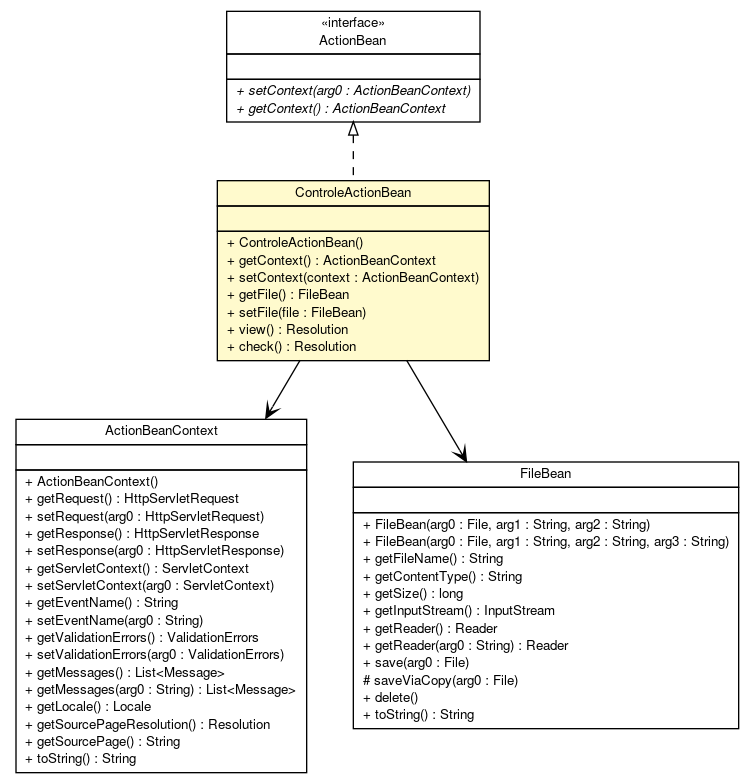 «interface»
ActionBean
+ setContext(arg0 : ActionBeanContext)
+ getContext() : ActionBeanContext
ControleActionBean
+ ControleActionBean()
+ getContext() : ActionBeanContext
+ setContext(context : ActionBeanContext)
+ getFile() : FileBean
+ setFile(file : FileBean)
+ view() : Resolution
+ check() : Resolution
ActionBeanContext
+ ActionBeanContext()
+ getRequest() : HttpServletRequest
+ setRequest(arg0 : HttpServletRequest)
+ getResponse() : HttpServletResponse
+ setResponse(arg0 : HttpServletResponse)
+ getServletContext() : ServletContext
+ setServletContext(arg0 : ServletContext)
+ getEventName() : String
+ setEventName(arg0 : String)
+ getValidationErrors() : ValidationErrors
+ setValidationErrors(arg0 : ValidationErrors)
+ getMessages() : List<Message>
+ getMessages(arg0 : String) : List<Message>
+ getLocale() : Locale
+ getSourcePageResolution() : Resolution
+ getSourcePage() : String
+ toString() : String
FileBean
+ FileBean(arg0 : File, arg1 : String, arg2 : String)
+ FileBean(arg0 : File, arg1 : String, arg2 : String, arg3 : String)
+ getFileName() : String
+ getContentType() : String
+ getSize() : long
+ getInputStream() : InputStream
+ getReader() : Reader
+ getReader(arg0 : String) : Reader
+ save(arg0 : File)
# saveViaCopy(arg0 : File)
+ delete()
+ toString() : String